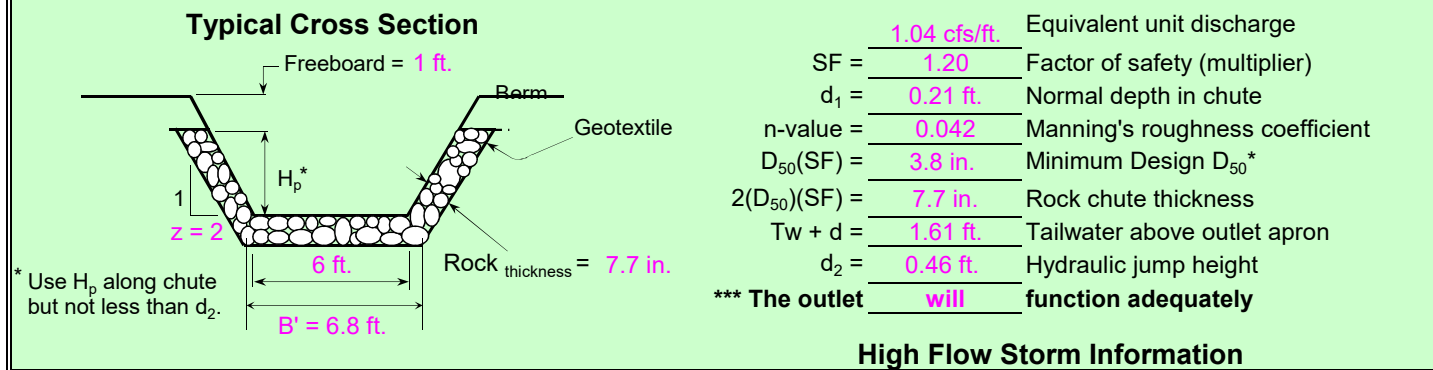 Typical Cross Section
Freeboard = 1 ft.
Berm
Geotextile
Hp*
1
z = 2
6 ft.
Rock thickness = 7.7 in.
* Use Hp along chute
but not less than d2.
B' = 6.8 ft.
1.04 cfs/ft. Equivalent unit discharge
SF = 1.20 Factor of safety (multiplier)
d1 = 0.21 ft. Normal depth in chute
n-value = 0.042 Manning's roughness coefficient
D50(SF) = 3.8 in. Minimum Design D50*
2(D50)(SF) = 7.7 in. Rock chute thickness
Tw + d = 1.61 ft. Tailwater above outlet apron
d2 = 0.46 ft. Hydraulic jump height
*** The outlet will function adequately
High Flow Storm Information